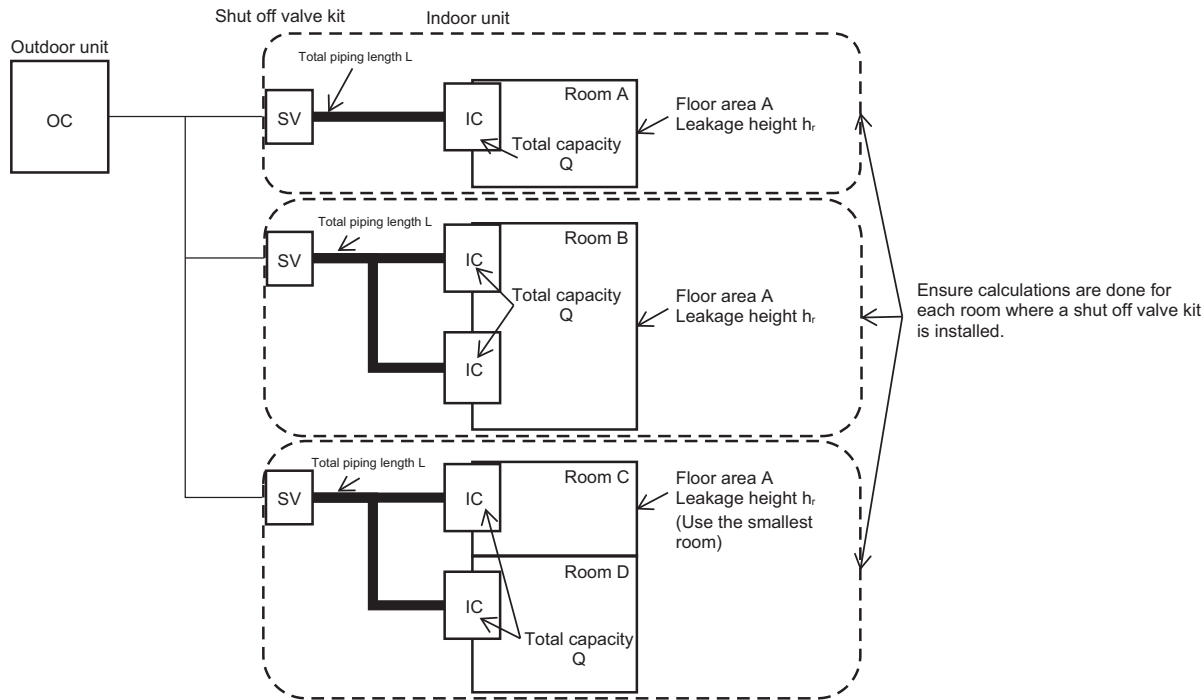 Shut off valve kit
Indoor unit
Outdoor unit
OC
Total piping length L
SV
IC
Room A
Total capacity
Q
Floor area A
Leakage height hᵣ
Total piping length L
SV
IC
Room B
Total capacity
Q
IC
Floor area A
Leakage height hᵣ
Ensure calculations are done for
each room where a shut off valve kit
is installed.
Total piping length L
SV
IC
Room C
Floor area A
Leakage height hᵣ
(Use the smallest
room)
Room D
IC
Total capacity
Q